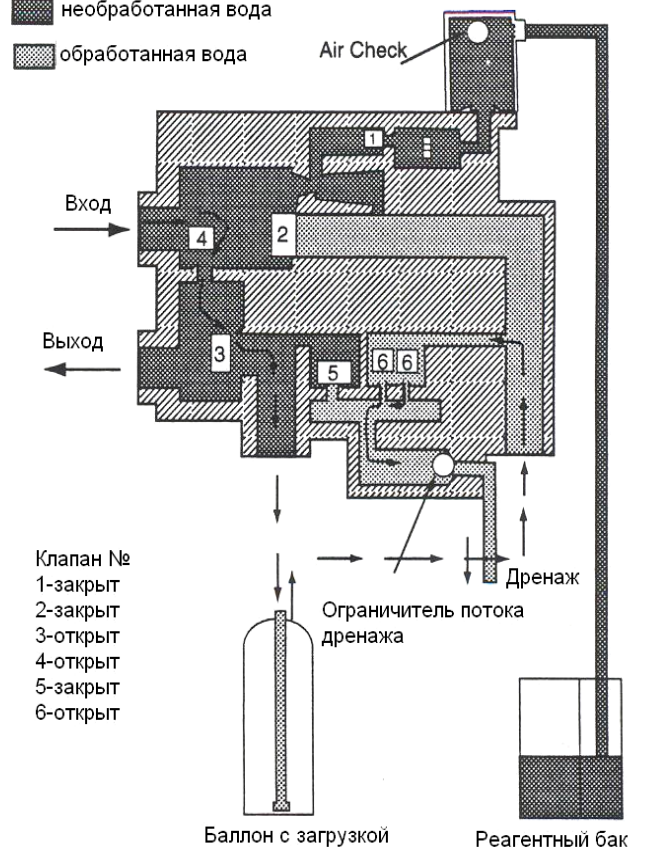 необработанная вода
обработанная вода
Air Check
1
Вход
4
2
Выход
3
5
6
6
Клапан №
1-закрыт
2-закрыт
3-открыт
4-открыт
5-закрыт
6-открыт
Дренаж
Ограничитель потока
дренажа
Баллон с загрузкой
Реагентный бак